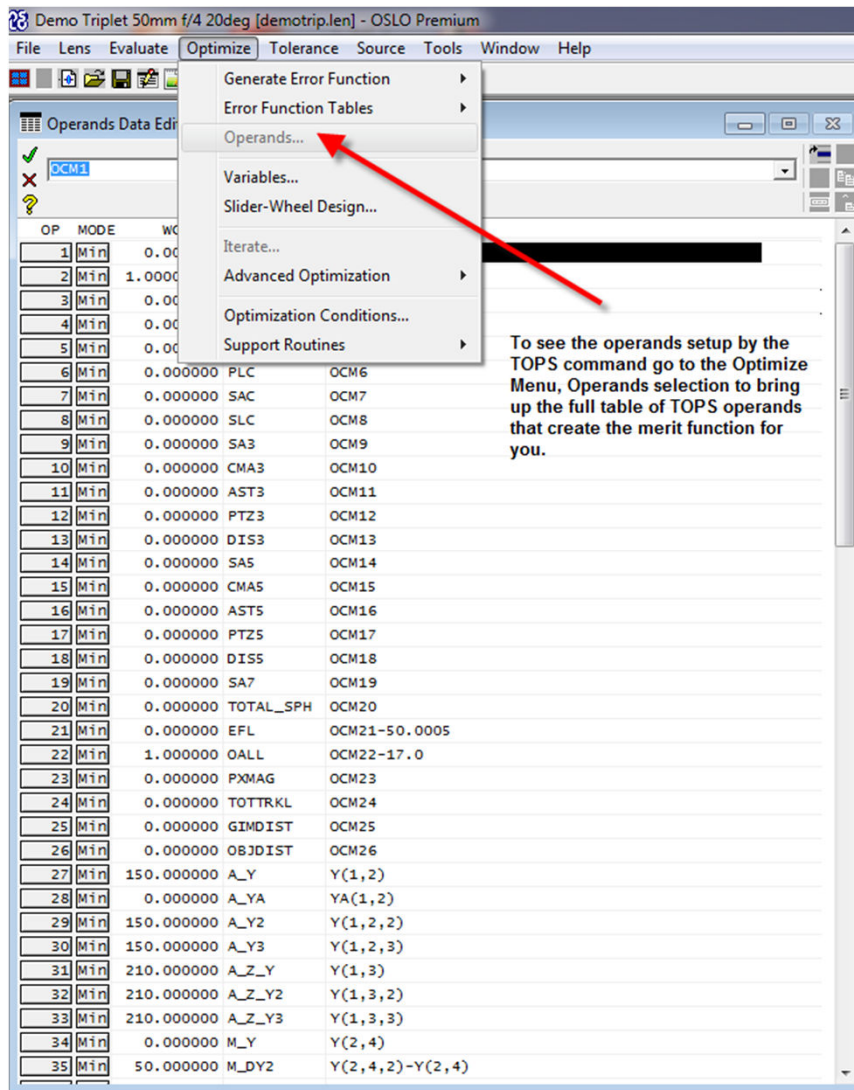 Demo Triplet 50mm f/4 20deg [demotrip.len] - OSLO Premium
File Lens Evaluate Optimize Tolerance Source Tools Window Help
Generate Error Function
Error Function Tables
Operands...
Variables...
Slider-Wheel Design...
Iterate...
Advanced Optimization
Optimization Conditions...
Support Routines
Operands Data Edi
OCM1
To see the operands setup by the
TOPS command go to the Optimize
Menu, Operands selection to bring
up the full table of TOPS operands
that create the merit function for
you.
OP MODE WG
1 Min 0.00
2 Min 1.0000
3 Min 0.00
4 Min 0.00
5 Min 0.00
6 Min 0.000000 PLC OCM6
7 Min 0.000000 SAC OCM7
8 Min 0.000000 SLC OCM8
9 Min 0.000000 SA3 OCM9
10 Min 0.000000 CMA3 OCM10
11 Min 0.000000 AST3 OCM11
12 Min 0.000000 PTZ3 OCM12
13 Min 0.000000 DIS3 OCM13
14 Min 0.000000 SA5 OCM14
15 Min 0.000000 CMA5 OCM15
16 Min 0.000000 AST5 OCM16
17 Min 0.000000 PTZ5 OCM17
18 Min 0.000000 DIS5 OCM18
19 Min 0.000000 SA7 OCM19
20 Min 0.000000 TOTAL_SPH OCM20
21 Min 0.000000 EFL OCM21-50.0005
22 Min 1.000000 OALL OCM22-17.0
23 Min 0.000000 PXMAG OCM23
24 Min 0.000000 TOTTRKL OCM24
25 Min 0.000000 GIMDIST OCM25
26 Min 0.000000 OBJDIST OCM26
27 Min 150.000000 A_Y Y(1,2)
28 Min 0.000000 A_YA YA(1,2)
29 Min 150.000000 A_Y2 Y(1,2,2)
30 Min 150.000000 A_Y3 Y(1,2,3)
31 Min 210.000000 A_Z_Y Y(1,3)
32 Min 210.000000 A_Z_Y2 Y(1,3,2)
33 Min 210.000000 A_Z_Y3 Y(1,3,3)
34 Min 0.000000 M_Y Y(2,4)
35 Min 50.000000 M_DY2 Y(2,4,2)-Y(2,4)